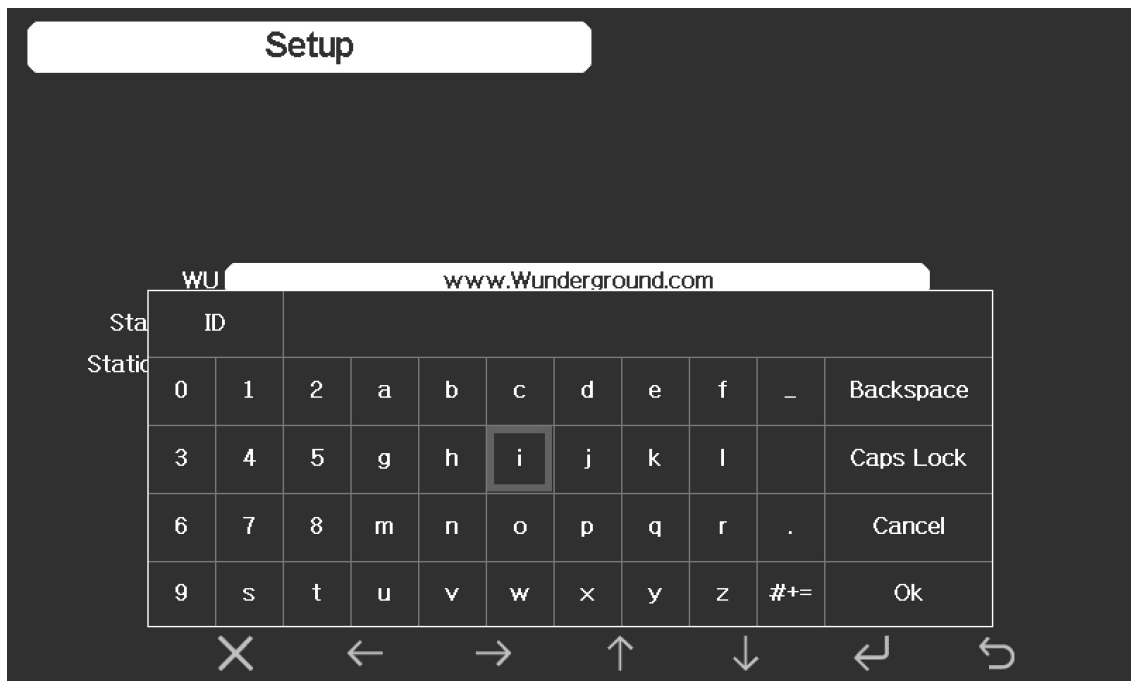 Setup
WU www.Wunderground.com
Sta ID
Static
0 1 2 a b c d e f _ Backspace
3 4 5 g h i j k l Caps Lock
6 7 8 m n o p q r . Cancel
9 s t u v w x y z #+= Ok